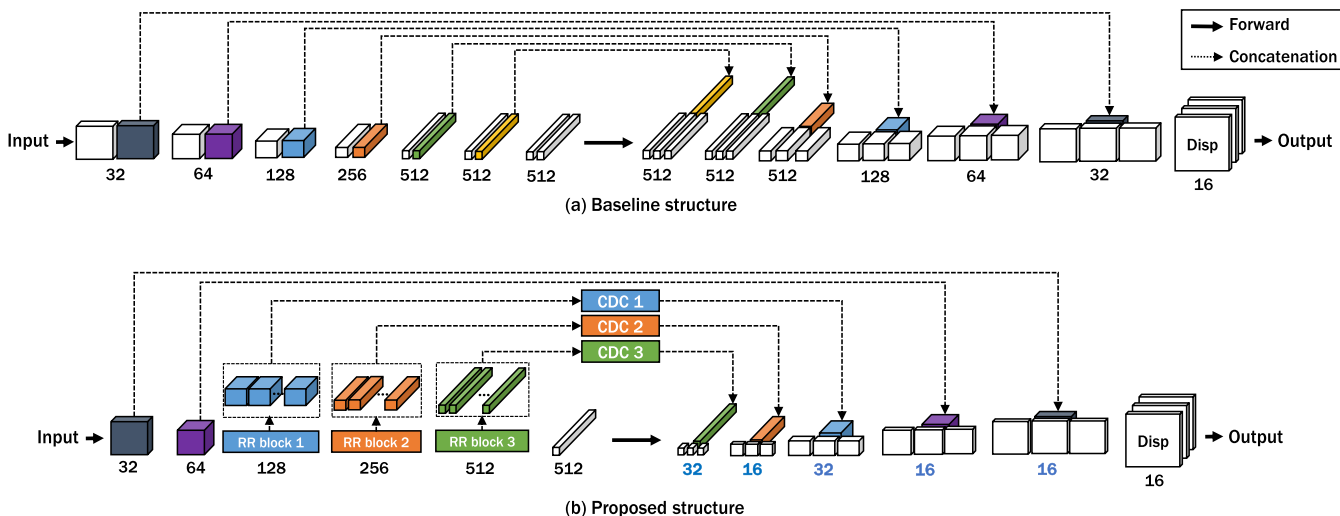 Forward
Concatenation
Input
Disp
Output
32 64 128 256 512 512 512 512 512 512 128 64 32 16
(a) Baseline structure
CDC 1
CDC 2
CDC 3
Input
RR block 1 RR block 2 RR block 3
Disp
Output
32 64 128 256 512 512 32 16 32 16 16 16
(b) Proposed structure